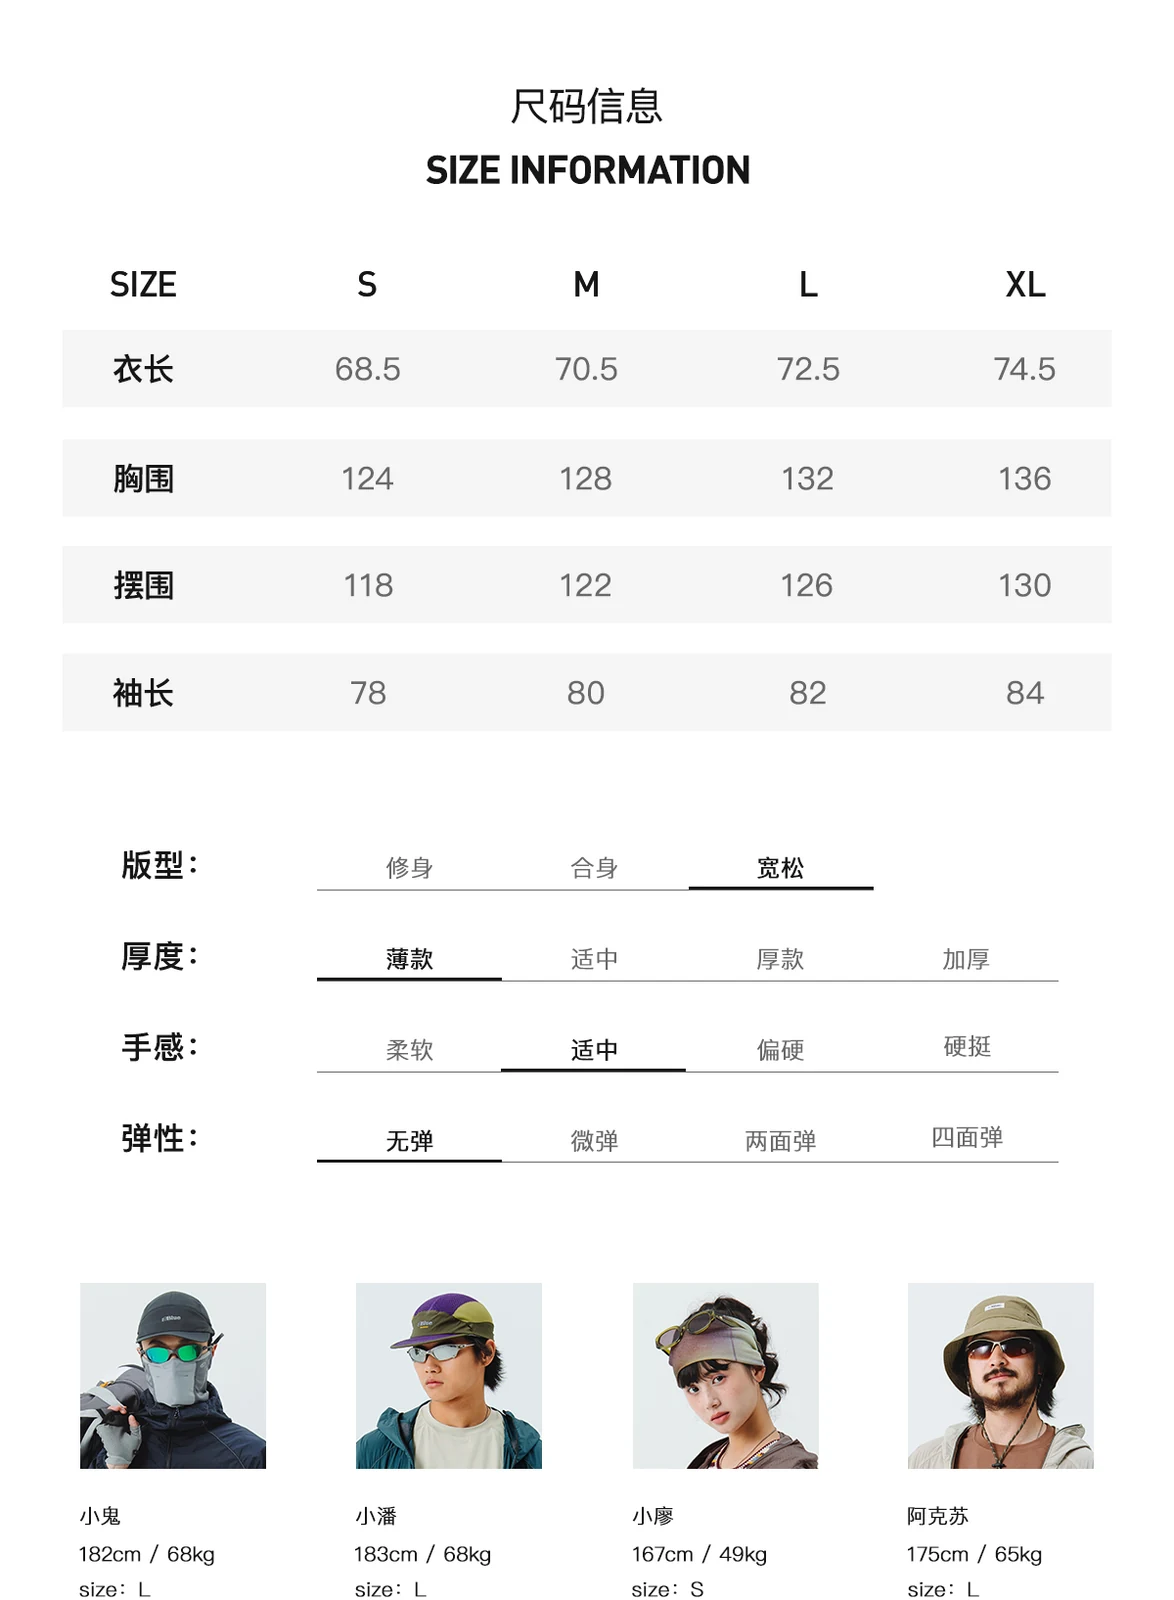 尺码信息
SIZE INFORMATION
SIZE S M L XL
衣长 68.5 70.5 72.5 74.5
胸围 124 128 132 136
摆围 118 122 126 130
袖长 78 80 82 84
版型： 修身 合身 宽松
厚度： 薄款 适中 厚款 加厚
手感： 柔软 适中 偏硬 硬挺
弹性： 无弹 微弹 两面弹 四面弹
小鬼 小潘 小廖 阿克苏
182cm / 68kg 183cm / 68kg 167cm / 49kg 175cm / 65kg
size：L size：L size：S size：L